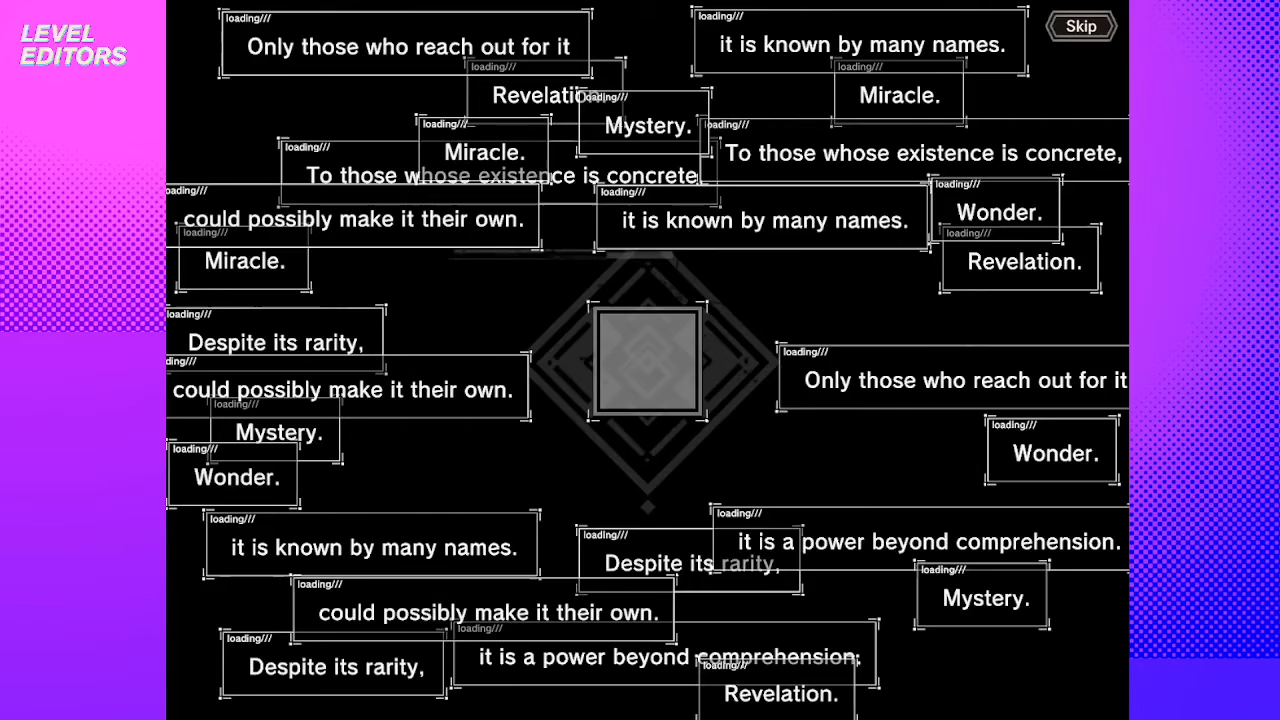 LEVEL
EDITORS
loading///
Only those who reach out for it
loading///
it is known by many names.
Skip
loading///
Revelation.
loading///
Miracle.
loading///
Mystery.
loading///
Miracle.
loading///
To those whose existence is concrete,
loading///
To those whose existence is concrete,
loading///
could possibly make it their own.
loading///
it is known by many names.
loading///
Wonder.
loading///
Miracle.
loading///
Revelation.
loading///
Despite its rarity,
loading///
could possibly make it their own.
loading///
Only those who reach out for it
loading///
Mystery.
loading///
Wonder.
loading///
Wonder.
loading///
it is known by many names.
loading///
Despite its rarity,
loading///
it is a power beyond comprehension.
loading///
Mystery.
loading///
could possibly make it their own.
loading///
it is a power beyond comprehension.
loading///
Despite its rarity,
loading///
Revelation.